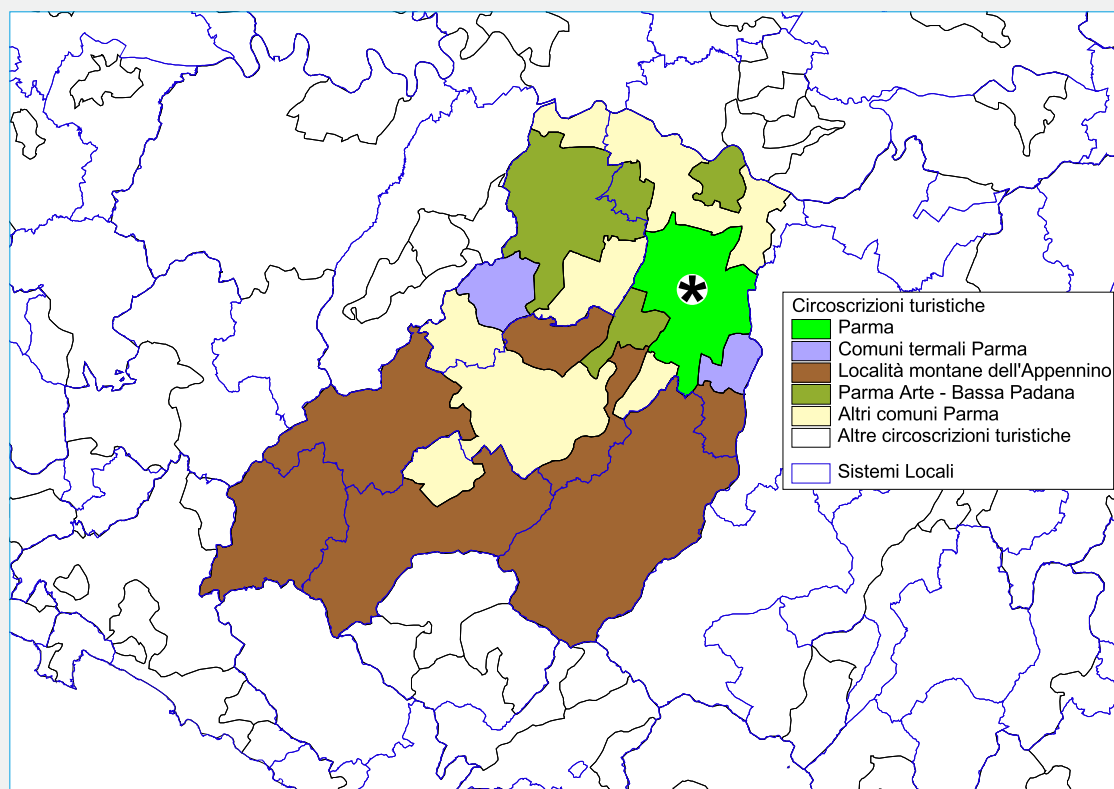 Circoscrizioni turistiche
Parma
Comuni termali Parma
Località montane dell'Appennino
Parma Arte - Bassa Padana
Altri comuni Parma
Altre circoscrizioni turistiche
Sistemi Locali